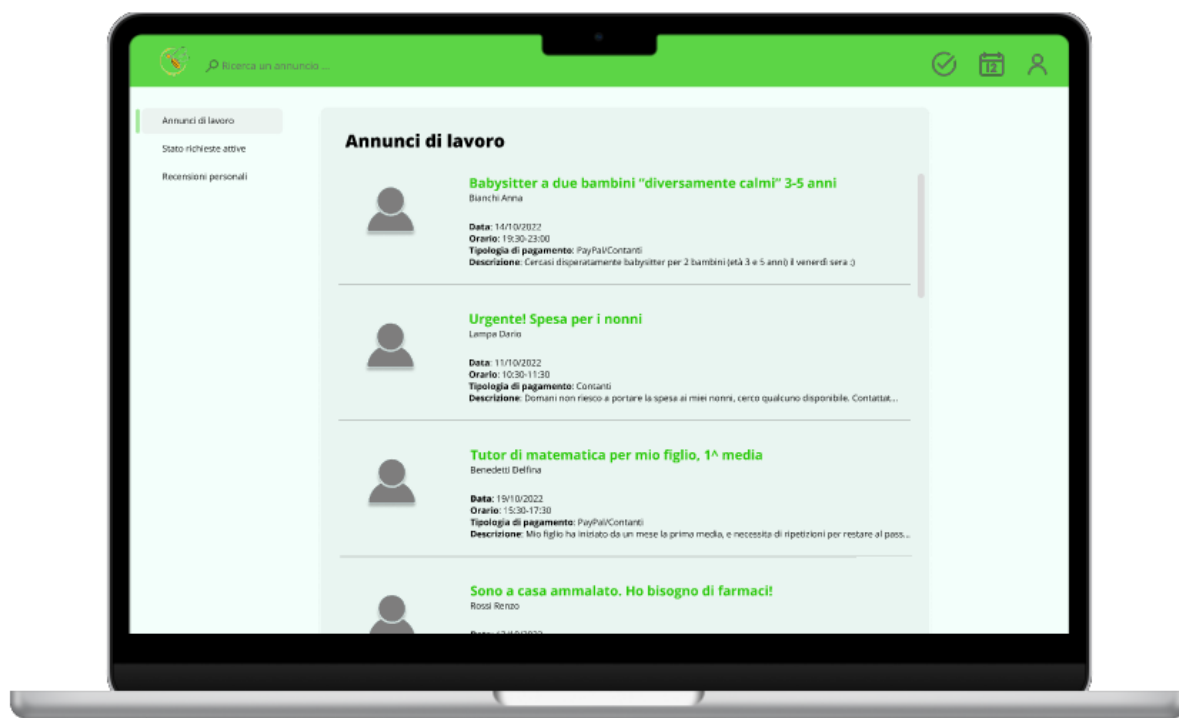 Ricerca un annuncio ...
12
Annunci di lavoro
Stato richieste attive
Recensioni personali
Annunci di lavoro
Babysitter a due bambini “diversamente calmi” 3-5 anni
Bianchi Anna
Data: 14/10/2022
Orario: 19:30-23:00
Tipologia di pagamento: PayPal/Contanti
Descrizione: Cercasi disperatamente babysitter per 2 bambini (età 3 e 5 anni) il venerdì sera :)
Urgente! Spesa per i nonni
Lampa Dario
Data: 11/10/2022
Orario: 10:30-11:30
Tipologia di pagamento: Contanti
Descrizione: Domani non riesco a portare la spesa ai miei nonni, cerco qualcuno disponibile. Contattat...
Tutor di matematica per mio figlio, 1^ media
Benedetti Delfina
Data: 19/10/2022
Orario: 15:30-17:30
Tipologia di pagamento: PayPal/Contanti
Descrizione: Mio figlio ha iniziato da un mese la prima media, e necessita di ripetizioni per restare al pass...
Sono a casa ammalato. Ho bisogno di farmaci!
Rossi Renzo